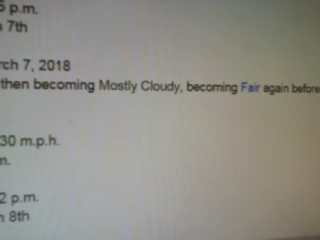 5 p.m.
7th
rch 7, 2018
then becoming Mostly Cloudy, becoming Fair again before
30 m.p.h.
m.
2 p.m.
8th